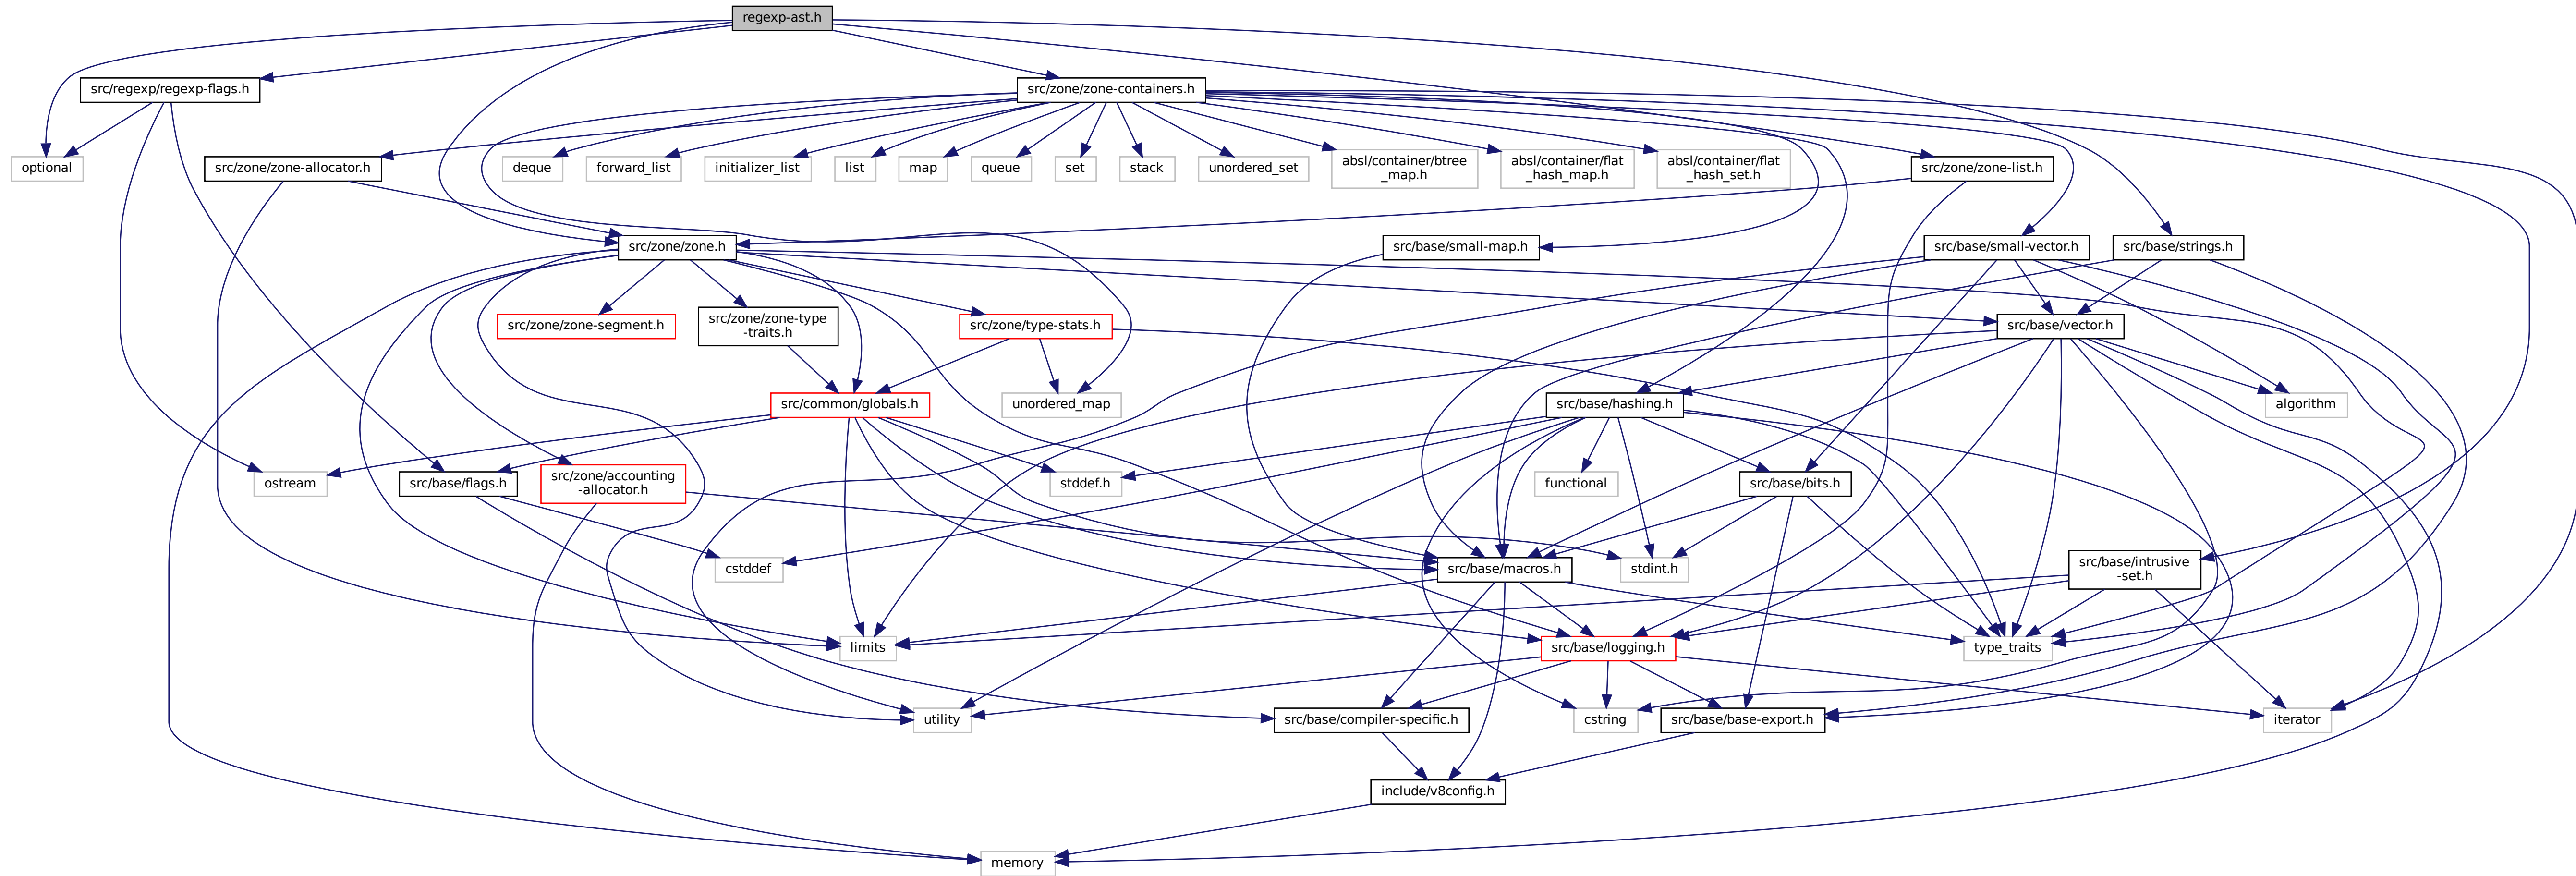 regexp-ast.h
src/regexp/regexp-flags.h
src/zone/zone-containers.h
optional
src/zone/zone-allocator.h
deque
forward_list
initializer_list
list
map
queue
set
stack
unordered_set
absl/container/btree
_map.h
absl/container/flat
_hash_map.h
absl/container/flat
_hash_set.h
src/zone/zone-list.h
src/zone/zone.h
src/base/small-map.h
src/base/small-vector.h
src/base/strings.h
src/zone/zone-segment.h
src/zone/zone-type
-traits.h
src/zone/type-stats.h
src/base/vector.h
src/common/globals.h
unordered_map
src/base/hashing.h
algorithm
ostream
src/base/flags.h
src/zone/accounting
-allocator.h
stddef.h
functional
src/base/bits.h
cstddef
src/base/macros.h
stdint.h
src/base/intrusive
-set.h
limits
src/base/logging.h
type_traits
utility
src/base/compiler-specific.h
cstring
src/base/base-export.h
iterator
include/v8config.h
memory